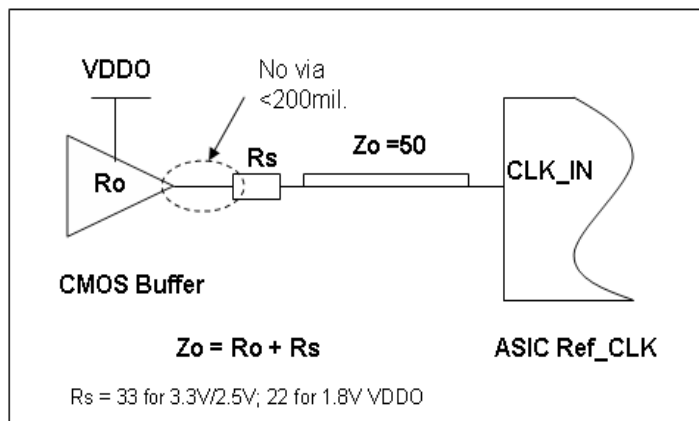 VDDO
No via
<200mil.
Ro
Rs
Zo =50
CLK_IN
CMOS Buffer
Zo = Ro + Rs
ASIC Ref_CLK
Rs = 33 for 3.3V/2.5V; 22 for 1.8V VDDO